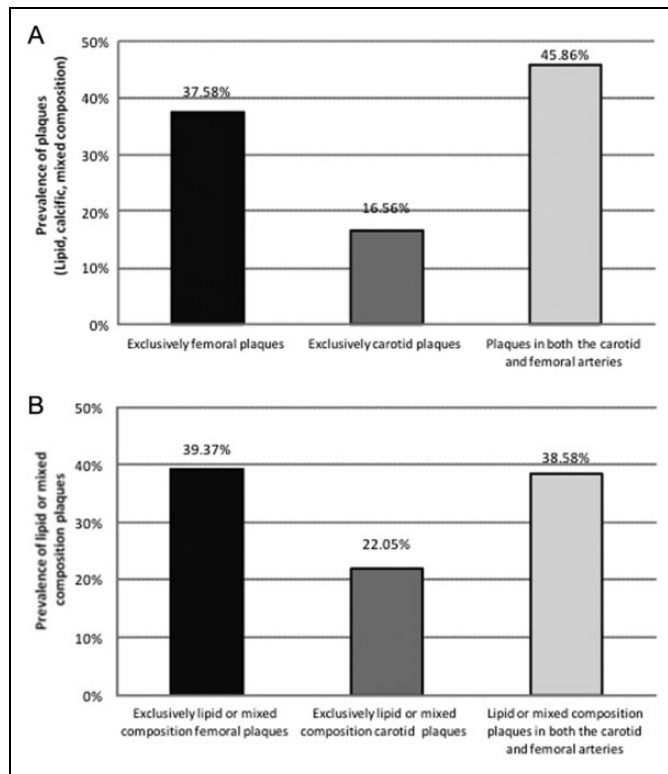 A
50%
40%
30%
20%
10%
0%
Prevalence of plaques
(Lipid, calcific, mixed composition)
37.58%
16.56%
45.86%
Exclusively femoral plaques
Exclusively carotid plaques
Plaques in both the carotid
and femoral arteries
B
50%
40%
30%
20%
10%
0%
Prevalence of lipid or mixed
composition plaques
39.37%
22.05%
38.58%
Exclusively lipid or mixed
composition femoral plaques
Exclusively lipid or mixed
composition carotid plaques
Lipid or mixed composition
plaques in both the carotid
and femoral arteries